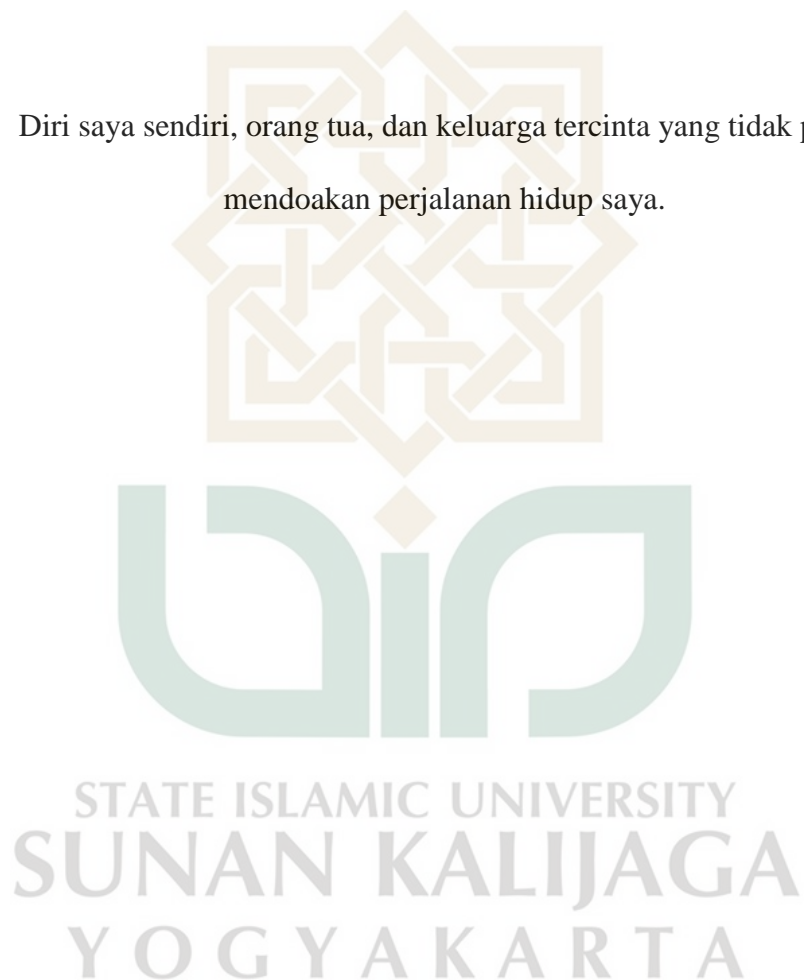 Diri saya sendiri, orang tua, dan keluarga tercinta yang tidak
mendoakan perjalanan hidup saya.
STATE ISLAMIC UNIVERSITY
SUNAN KALIJAGA
YOGYAKARTA